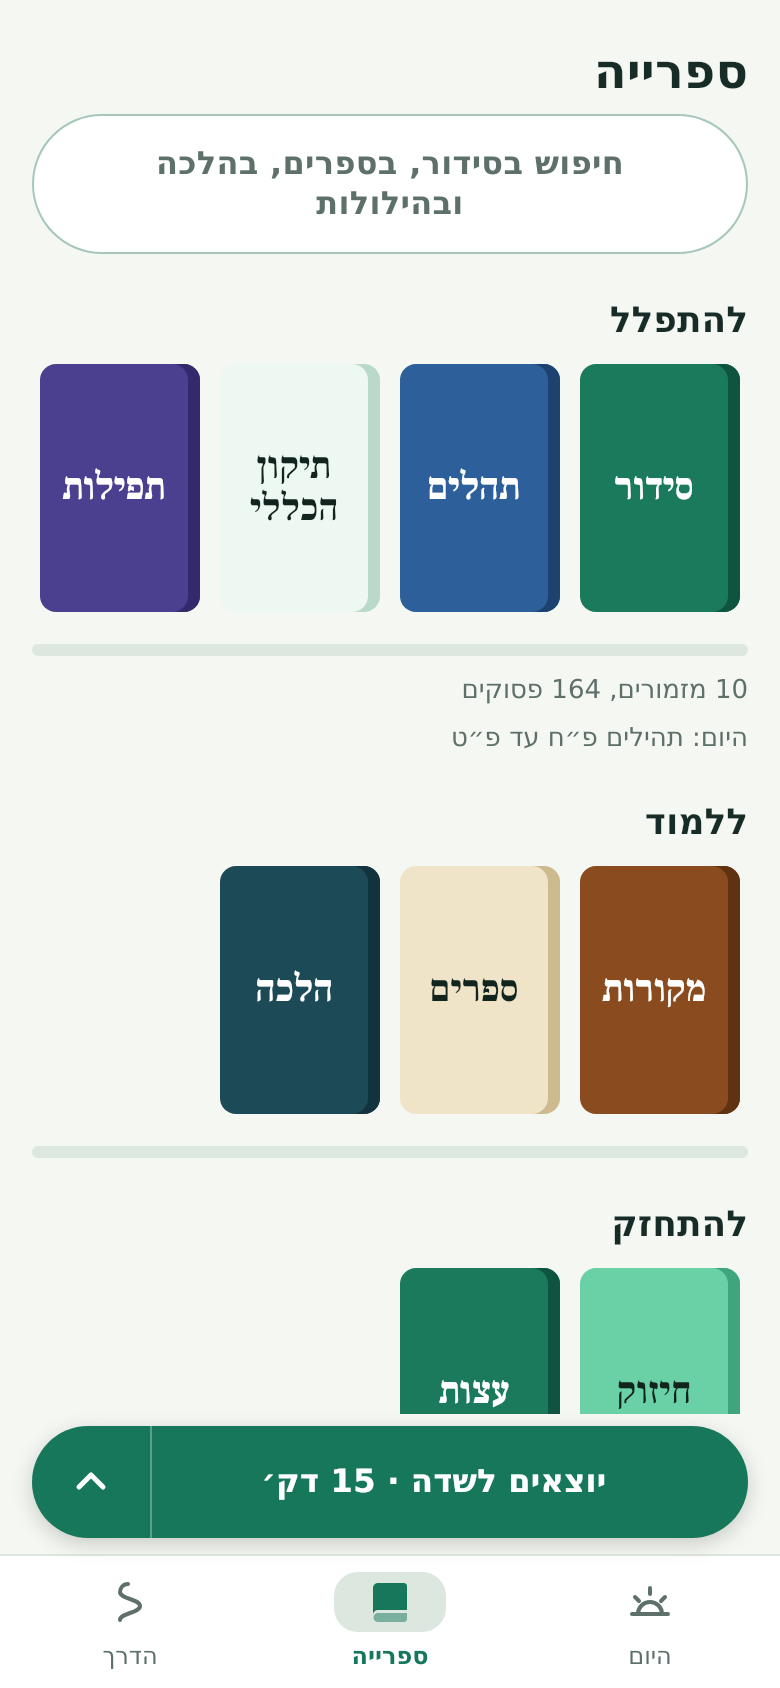 ספרייה
חיפוש בסידור, בספרים, בהלכה
ובהילולות
להתפלל
סידור
תהלים
תיקון
הכללי
תפילות
10 מזמורים, 164 פסוקים
היום: תהילים פ״ח עד פ״ט
ללמוד
מקורות
ספרים
הלכה
להתחזק
חיזוק
עצות
יוצאים לשדה · 15 דק׳
היום
ספרייה
הדרך